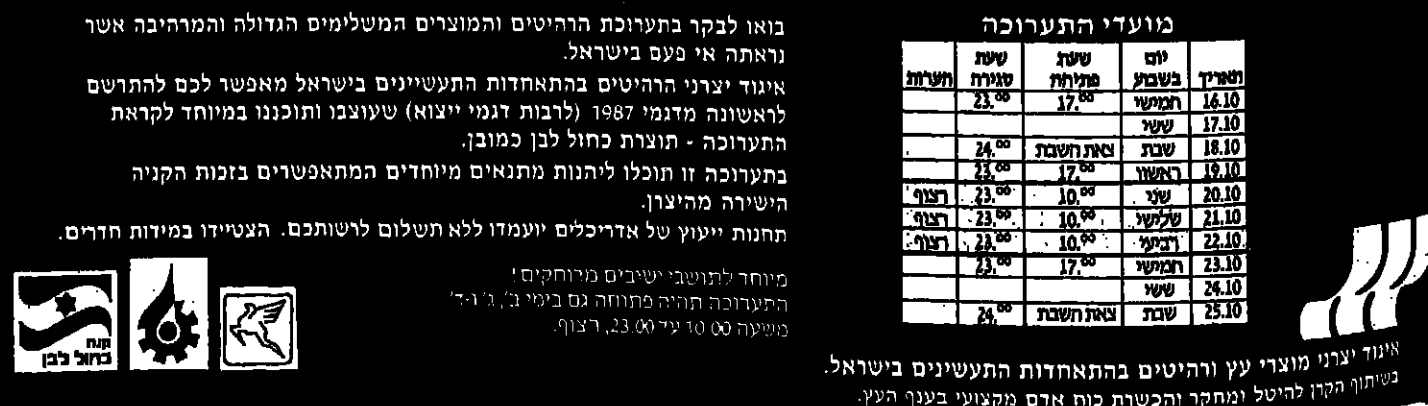 מועדי התערוכה
תאריך יום בשבוע שעת פתיחה שעת סגירה הערות
16.10 חמישי 17.00 23.00
17.10 ששי
18.10 שבת צאת השבת 24.00
19.10 ראשון 17.00 23.00
20.10 שני 10.00 23.00 רצוף
21.10 שלישי 10.00 23.00 רצוף
22.10 רביעי 10.00 23.00 רצוף
23.10 חמישי 17.00 23.00
24.10 ששי
25.10 שבת צאת השבת 24.00
איגוד יצרני מוצרי עץ ורהיטים בהתאחדות התעשינים בישראל.
בשיתוף הקרן להיטל ומחקר והכשרת כוח אדם מקצועי בענף העץ.
בואו לבקר בתערוכת הרהיטים והמוצרים המשלימים הגדולה והמרהיבה אשר
נראתה אי פעם בישראל.
איגוד יצרני הרהיטים בהתאחדות התעשיינים בישראל מאפשר לכם להתרשם
לראשונה מדגמי 1987 (לרבות דגמי ייצוא) שעוצבו ותוכננו במיוחד לקראת
התערוכה - תוצרת כחול לבן כמובן.
בתערוכה זו תוכלו ליהנות מתנאים מיוחדים המתאפשרים בזכות הקניה
הישירה מהיצרן.
תחנות ייעוץ של אדריכלים יועמדו ללא תשלום לרשותכם. הצטיידו במידות חדרים.
מיוחד לתושבי ישיבים מרוחקים!
התערוכה תהיה פתוחה גם בימי ב', ג' ו-ד'
משעה 10.00 עד 23.00, רצוף.
קנה
כחול לבן